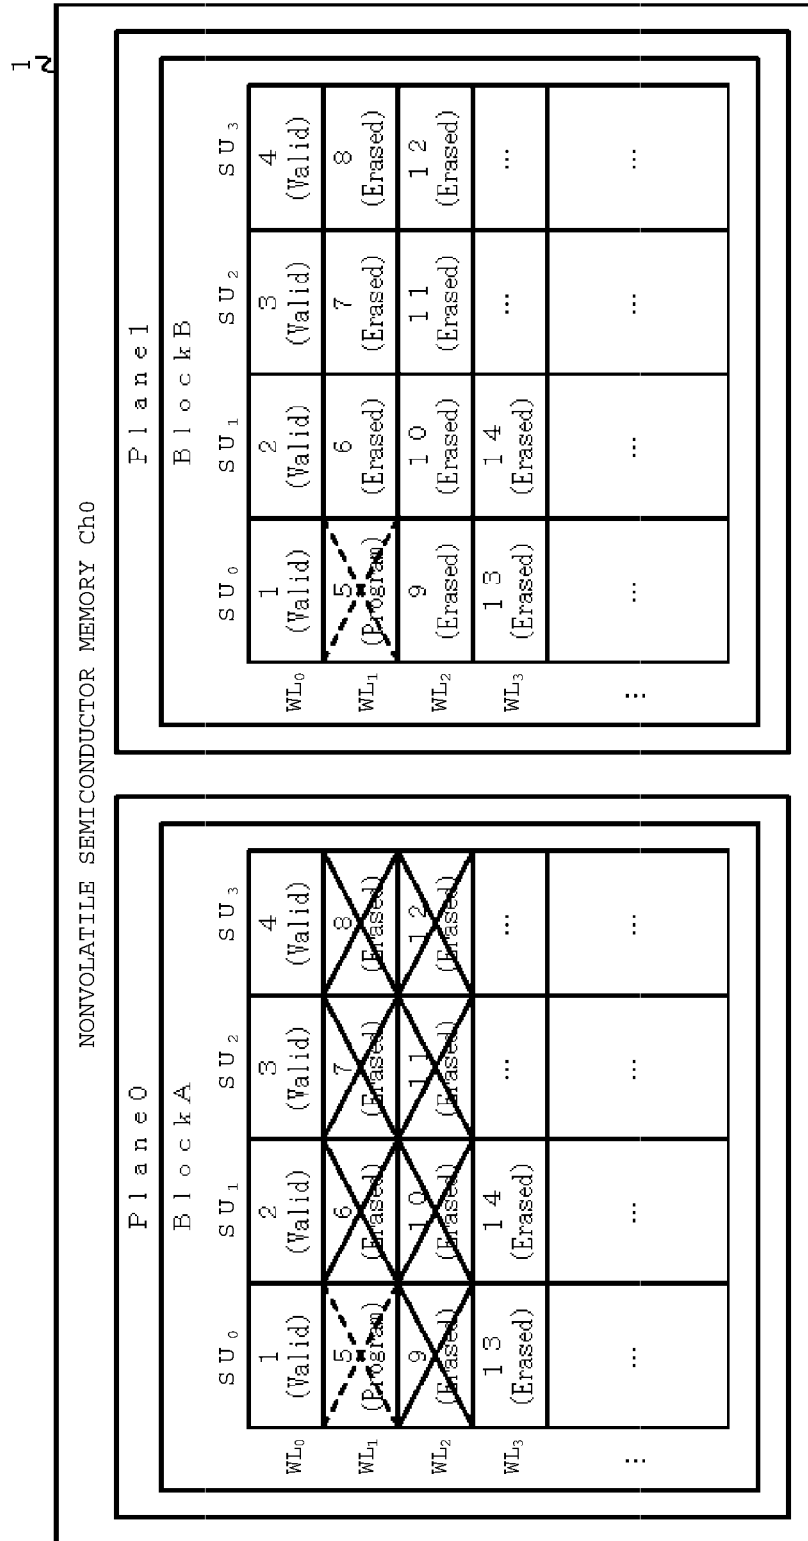 1
NONVOLATILE SEMICONDUCTOR MEMORY Ch0
Plane0
BlockA
SU0 SU1 SU2 SU3
WL0 1 (Valid) 2 (Valid) 3 (Valid) 4 (Valid)
WL1 5 (Program) 6 (Erased) 7 (Erased) 8 (Erased)
WL2 9 (Erased) 10 (Erased) 11 (Erased) 12 (Erased)
WL3 13 (Erased) 14 (Erased) ... ...
... ... ... ... ...
Plane1
BlockB
SU0 SU1 SU2 SU3
WL0 1 (Valid) 2 (Valid) 3 (Valid) 4 (Valid)
WL1 5 (Program) 6 (Erased) 7 (Erased) 8 (Erased)
WL2 9 (Erased) 10 (Erased) 11 (Erased) 12 (Erased)
WL3 13 (Erased) 14 (Erased) ... ...
... ... ... ... ...